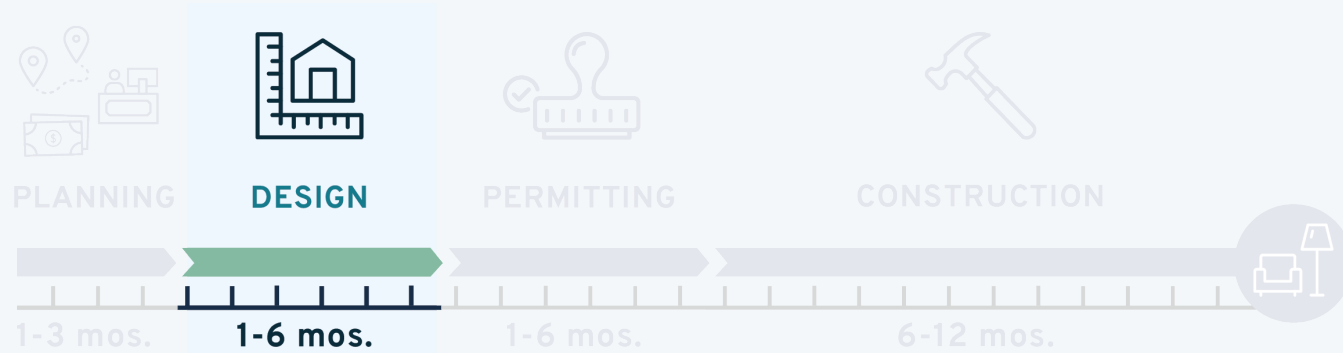 PLANNING
DESIGN
PERMITTING
CONSTRUCTION
1-3 mos.
1-6 mos.
1-6 mos.
6-12 mos.
$